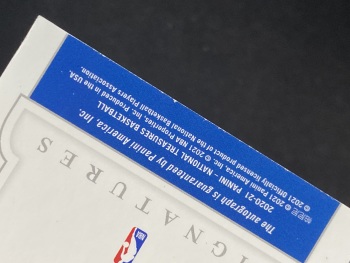 SIGNATURES
The autograph is guaranteed by Panini America, Inc.
2020-21 PANINI – NATIONAL TREASURES BASKETBALL
© 2021 Panini America, Inc. © 2021 NBA Properties, Inc. Produced in the USA.
© 2021 Officially licensed product of the National Basketball Players Association.